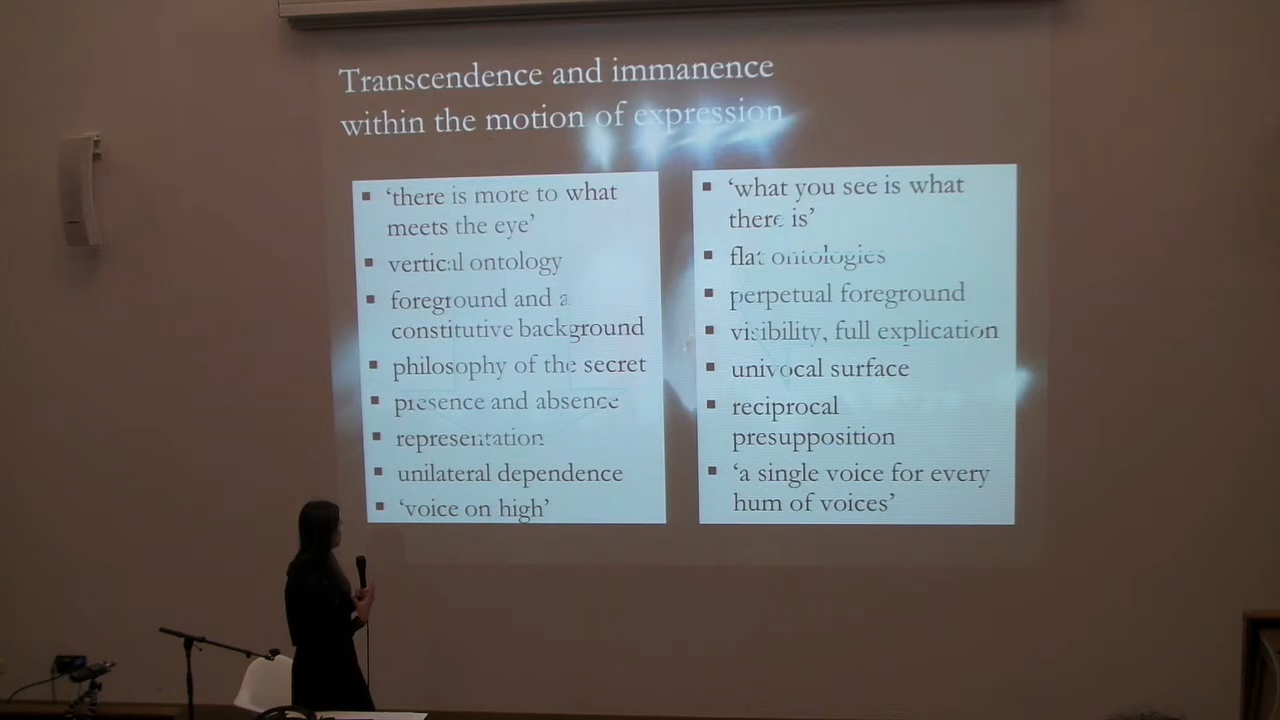 Transcendence and immanence
within the motion of expression
▪ ‘there is more to what
meets the eye’
▪ vertical ontology
▪ foreground and a
constitutive background
▪ philosophy of the secret
▪ presence and absence
▪ representation
▪ unilateral dependence
▪ ‘voice on high’
▪ ‘what you see is what
there is’
▪ flat ontologies
▪ perpetual foreground
▪ visibility, full explication
▪ univocal surface
▪ reciprocal
presupposition
▪ ‘a single voice for every
hum of voices’